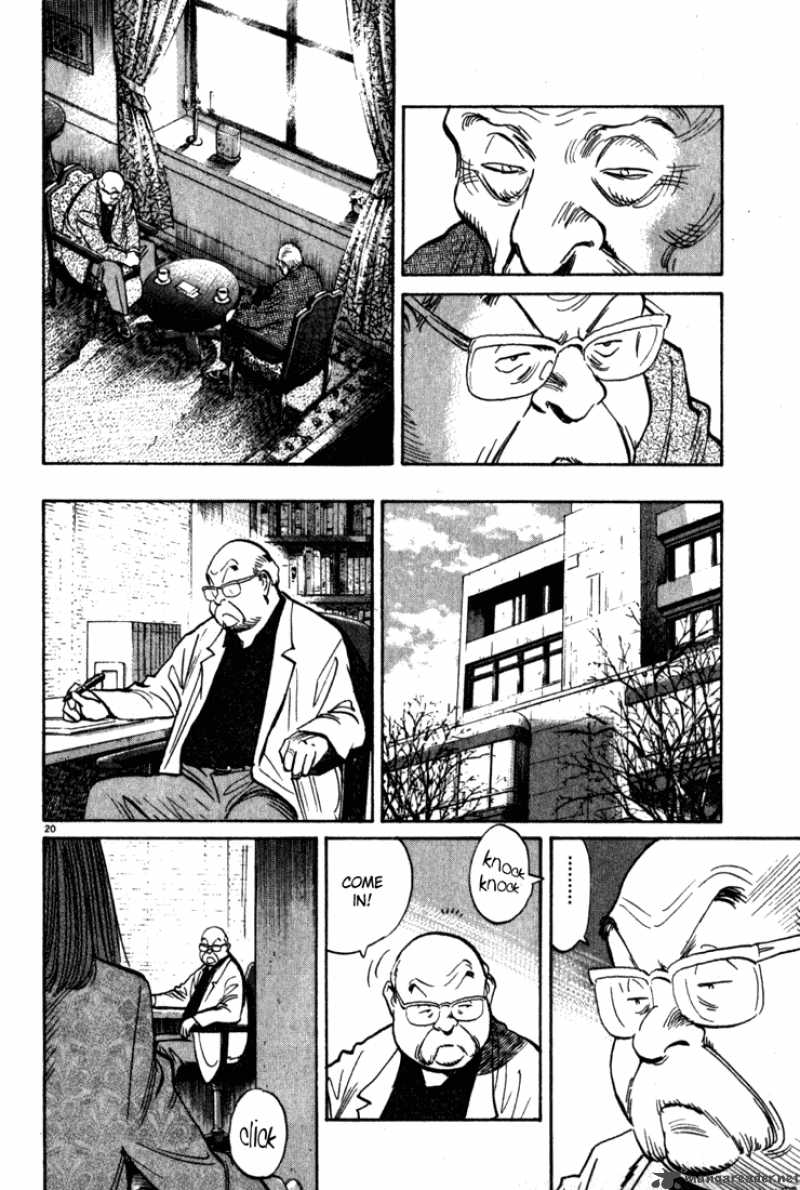 .........
knock
knock
COME
IN!
click
20
mangareader.net